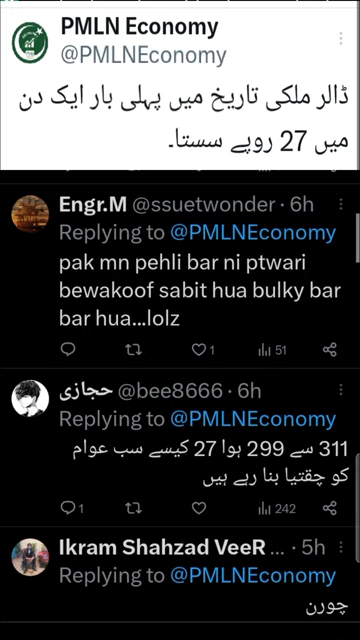 PMLN Economy
@PMLNEconomy
ڈالر ملکی تاریخ میں پہلی بار ایک دن
میں 27 روپے سستا۔
Engr.M @ssuetwonder · 6h
Replying to @PMLNEconomy
pak mn pehli bar ni ptwari
bewakoof sabit hua bulky bar
bar hua...lolz
1 51
حجازی @bee8666 · 6h
Replying to @PMLNEconomy
311 سے 299 ہوا 27 کیسے سب عوام
کو چقتیا بنا رہے ہیں
1 242
Ikram Shahzad VeeR ... · 5h
Replying to @PMLNEconomy
چورن